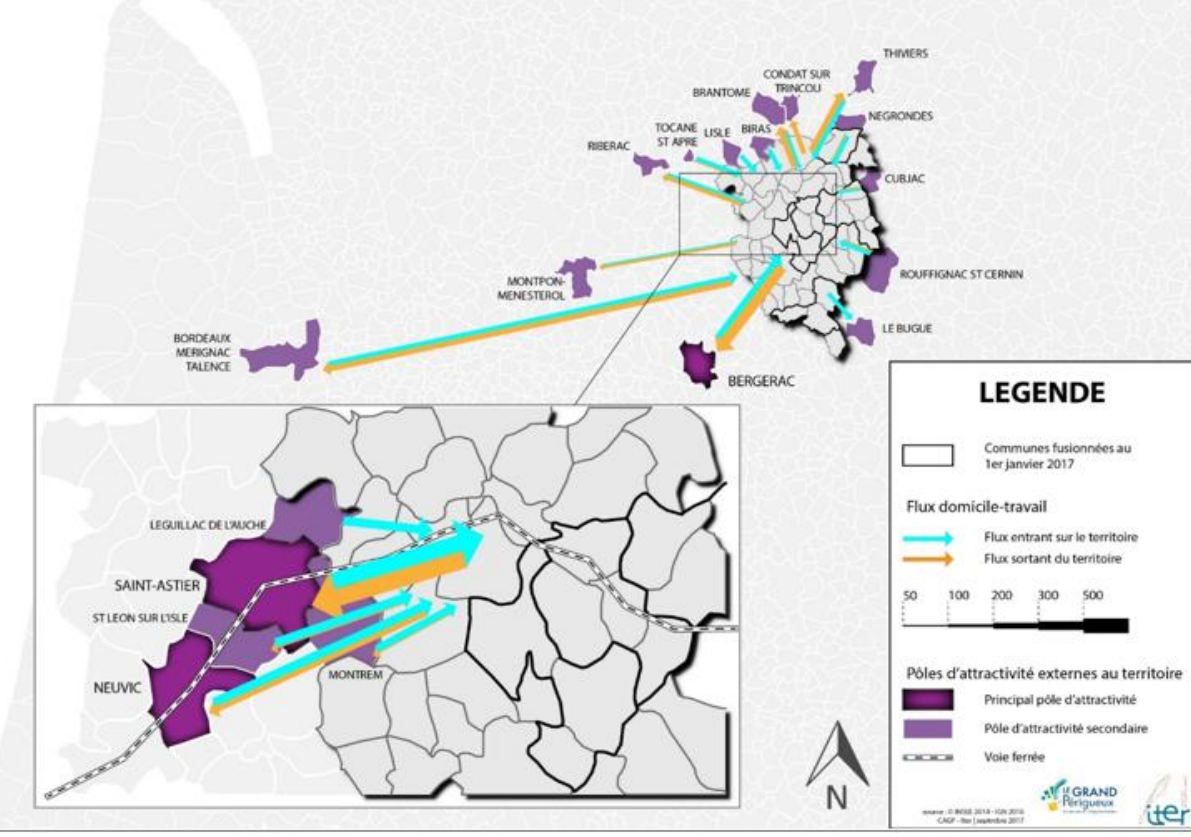 THIVIERS
CONDAT SUR
TRINCOU
BRANTOME
NEGRONDES
TOCANE
ST APRE
LISLE
BIRAS
RIBERAC
CUBJAC
ROUFFIGNAC ST CERNIN
MONTPON-
MENESTEROL
LE BUGUE
BORDEAUX
MERIGNAC
TALENCE
BERGERAC
LEGUILLAC DE L'AUCHE
SAINT-ASTIER
ST LEON SUR L'ISLE
NEUVIC
MONTREM
LEGENDE
Communes fusionnées au
1er janvier 2017
Flux domicile-travail
Flux entrant sur le territoire
Flux sortant du territoire
50 100 200 300 500
Pôles d'attractivité externes au territoire
Principal pôle d'attractivité
Pôle d'attractivité secondaire
Voie ferrée
N
LE GRAND
Périgueux
iter